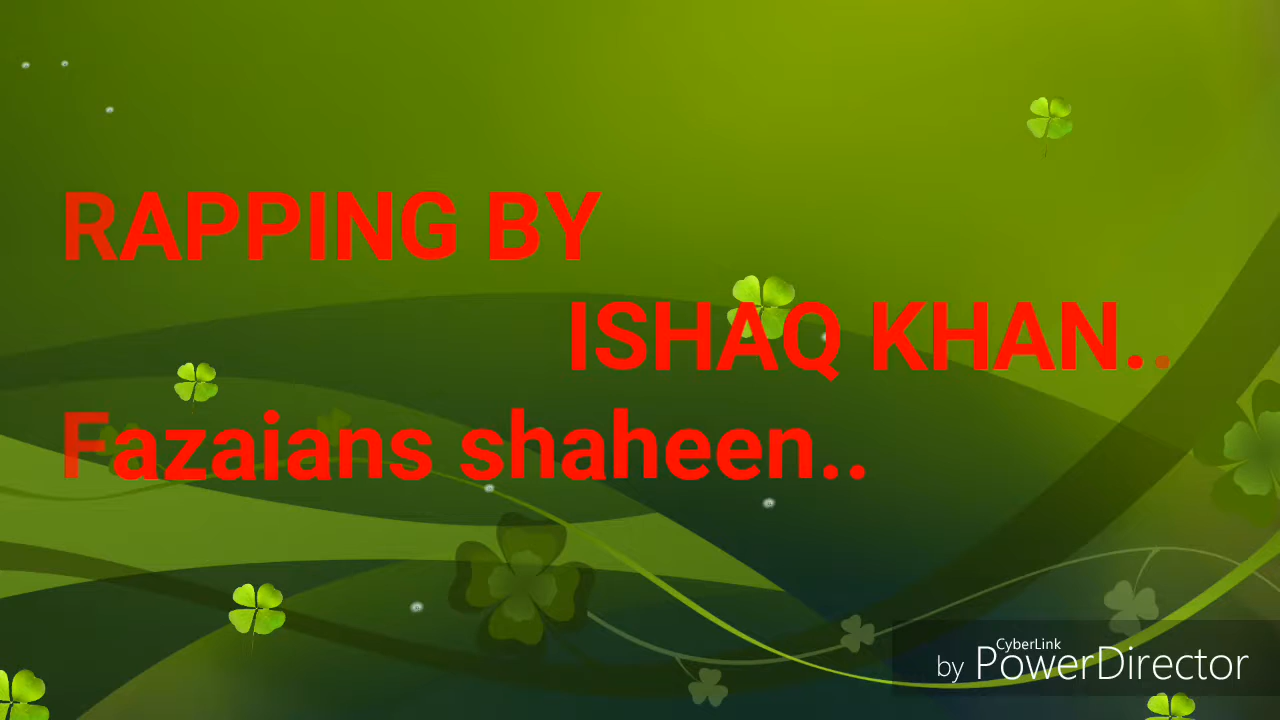 RAPPING BY
ISHAQ KHAN..
Fazaians shaheen..
CyberLink
by PowerDirector